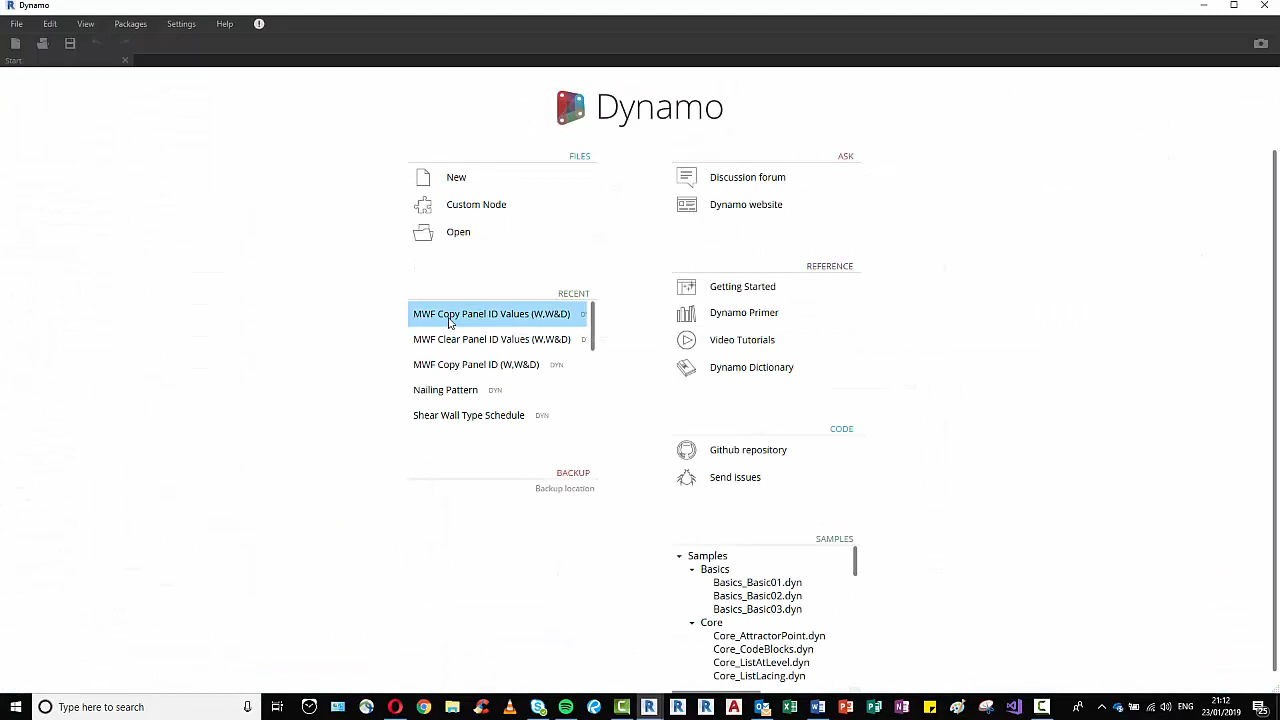 Dynamo
File Edit View Packages Settings Help
Start
Dynamo
FILES
New
Custom Node
Open
RECENT
MWF Copy Panel ID Values (W,W&D)
MWF Clear Panel ID Values (W,W&D)
MWF Copy Panel ID (W,W&D) DYN
Nailing Pattern DYN
Shear Wall Type Schedule DYN
BACKUP
Backup location
ASK
Discussion forum
Dynamo website
REFERENCE
Getting Started
Dynamo Primer
Video Tutorials
Dynamo Dictionary
CODE
Github repository
Send issues
SAMPLES
Samples
Basics
Basics_Basic01.dyn
Basics_Basic02.dyn
Basics_Basic03.dyn
Core
Core_AttractorPoint.dyn
Core_CodeBlocks.dyn
Core_ListAtLevel.dyn
Core_ListLacing.dyn
Type here to search
ENG
21:12
23/01/2019